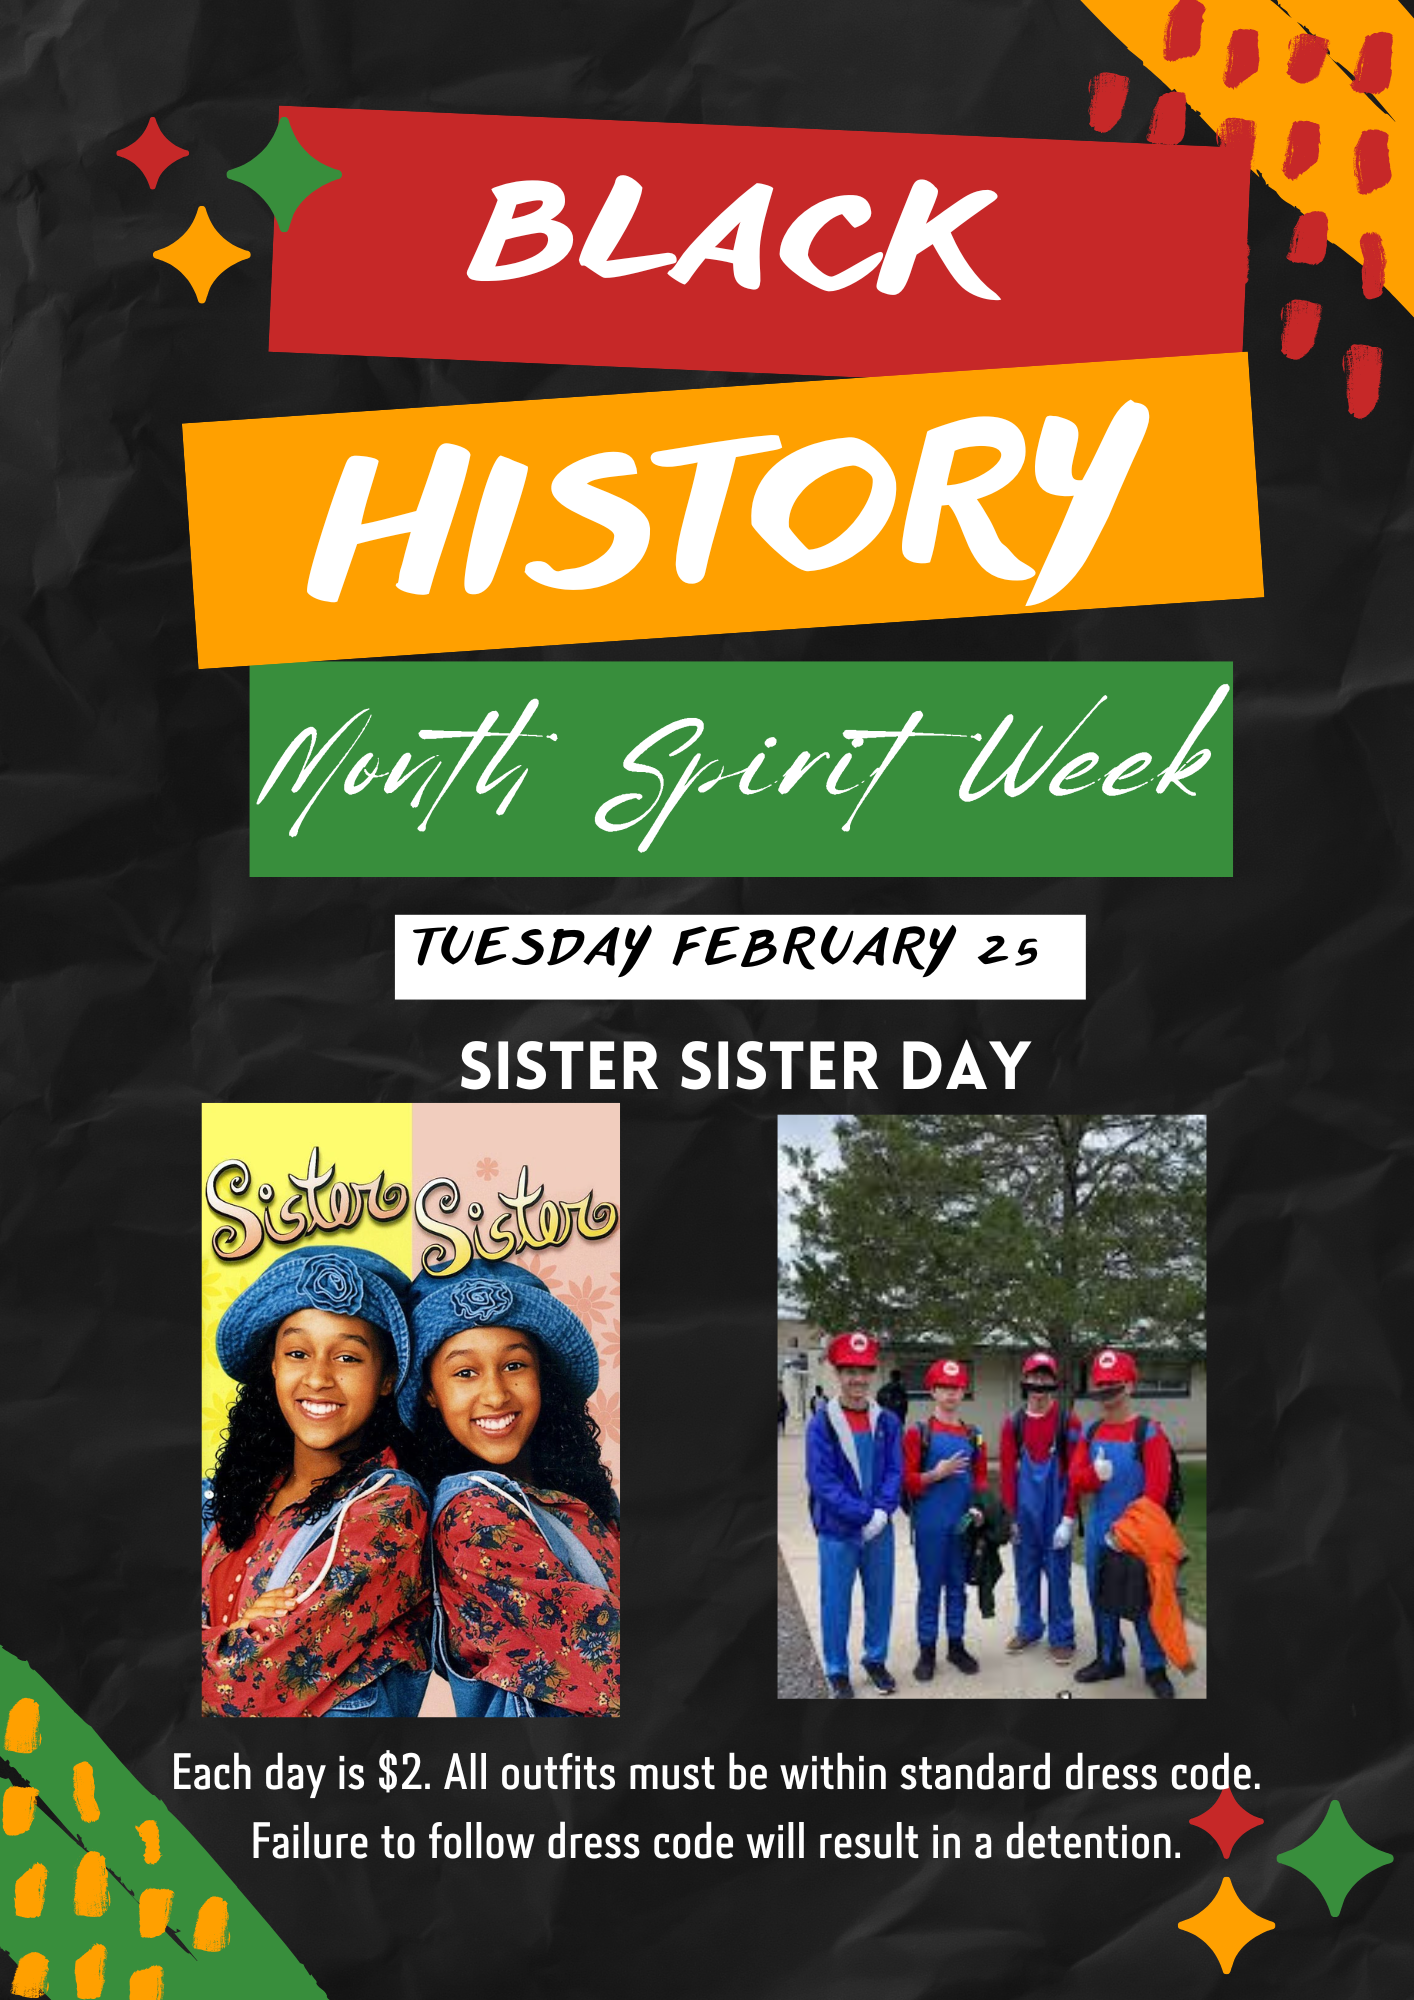 BLACK
HISTORY
Month Spirit Week
TUESDAY FEBRUARY 25
SISTER SISTER DAY
Sister Sister
Each day is $2. All outfits must be within standard dress code.
Failure to follow dress code will result in a detention.